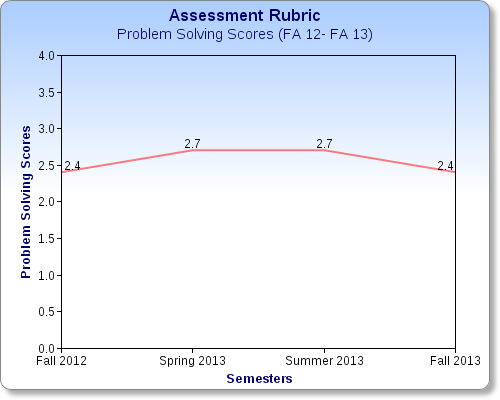 Assessment Rubric
Problem Solving Scores (FA 12- FA 13)
Problem Solving Scores
4.0
3.5
3.0
2.5
2.0
1.5
1.0
0.5
0.0
2.4
2.7
2.7
2.4
Fall 2012
Spring 2013
Summer 2013
Fall 2013
Semesters